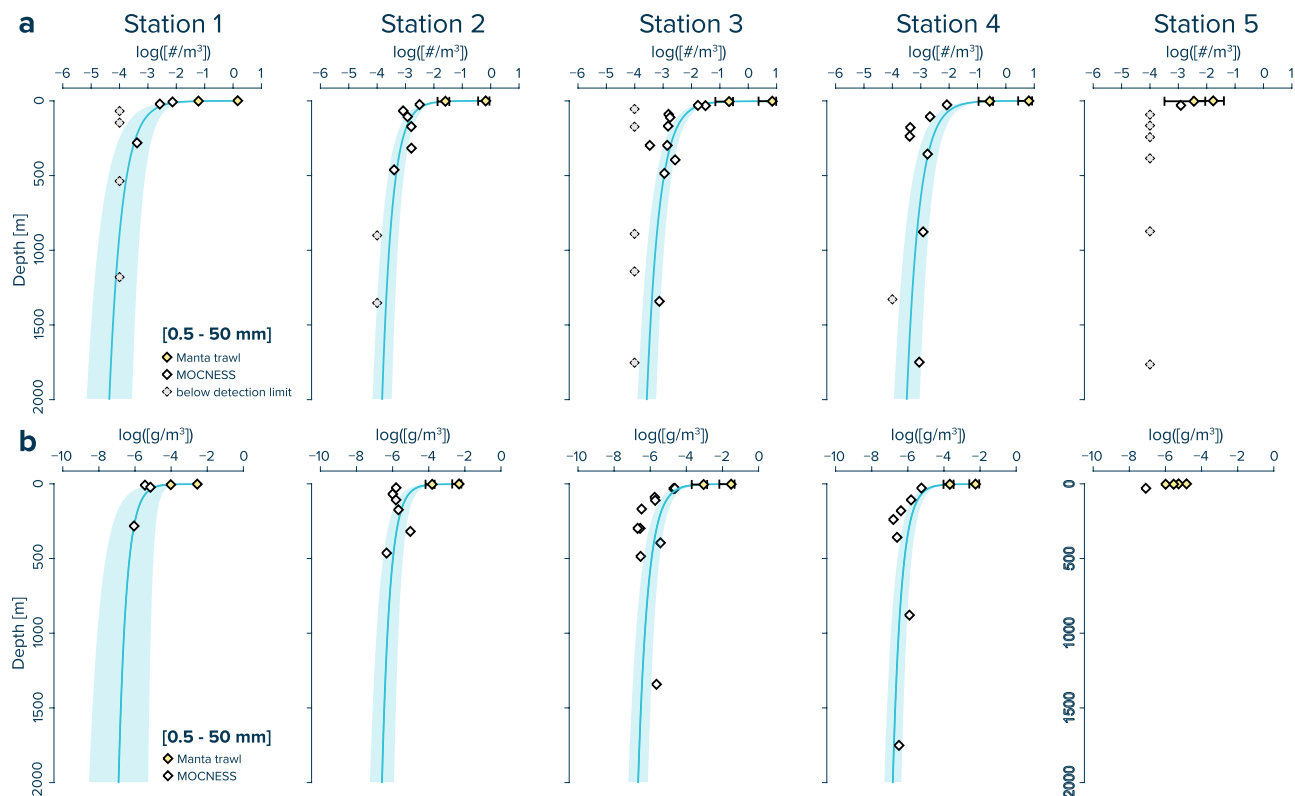 a
Station 1 Station 2 Station 3 Station 4 Station 5
log([#/m³]) log([#/m³]) log([#/m³]) log([#/m³]) log([#/m³])
−6 −5 −4 −3 −2 −1 0 1 −6 −5 −4 −3 −2 −1 0 1 −6 −5 −4 −3 −2 −1 0 1 −6 −5 −4 −3 −2 −1 0 1 −6 −5 −4 −3 −2 −1 0 1
0
500
Depth [m]
1000
1500
2000
[0.5 - 50 mm]
Manta trawl
MOCNESS
below detection limit
b
log([g/m³]) log([g/m³]) log([g/m³]) log([g/m³]) log([g/m³])
−10 −8 −6 −4 −2 0 −10 −8 −6 −4 −2 0 −10 −8 −6 −4 −2 0 −10 −8 −6 −4 −2 0 −10 −8 −6 −4 −2 0
0 0
500 500
Depth [m]
1000 1000
1500 1500
2000 2000
[0.5 - 50 mm]
Manta trawl
MOCNESS